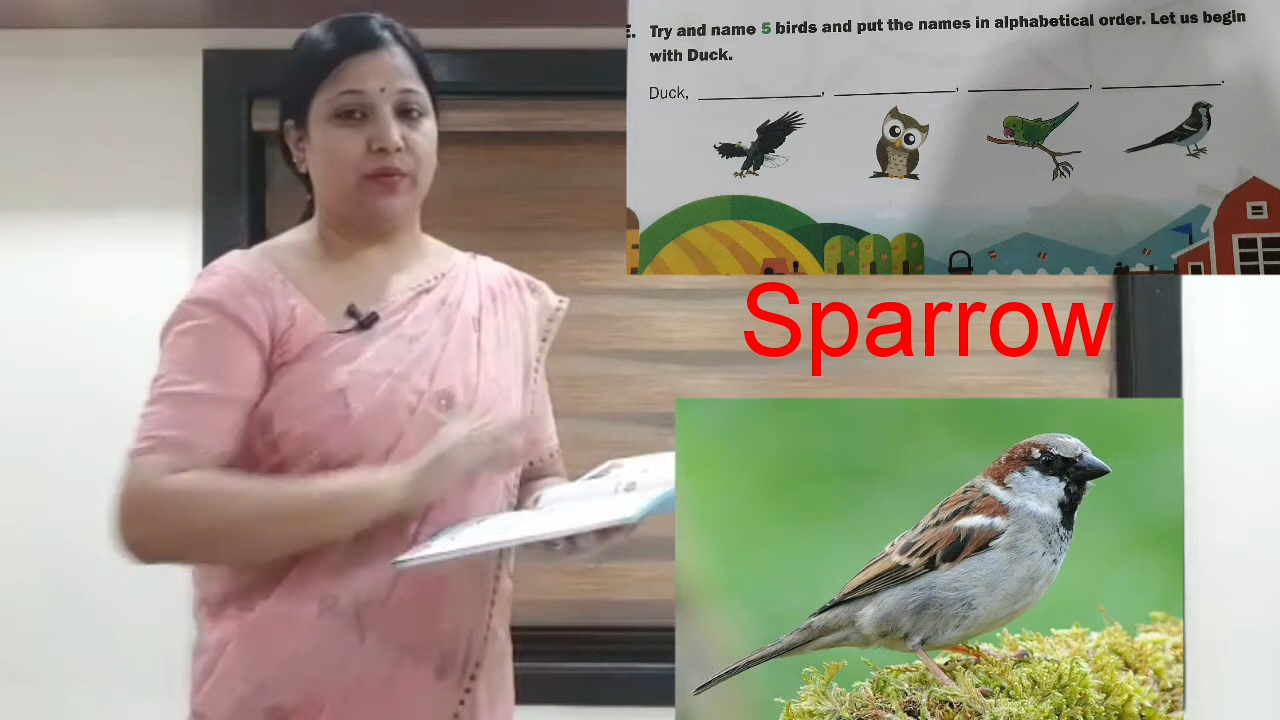 E. Try and name 5 birds and put the names in alphabetical order. Let us begin
with Duck.
Duck, ____________, ____________, ____________, ____________.
Sparrow